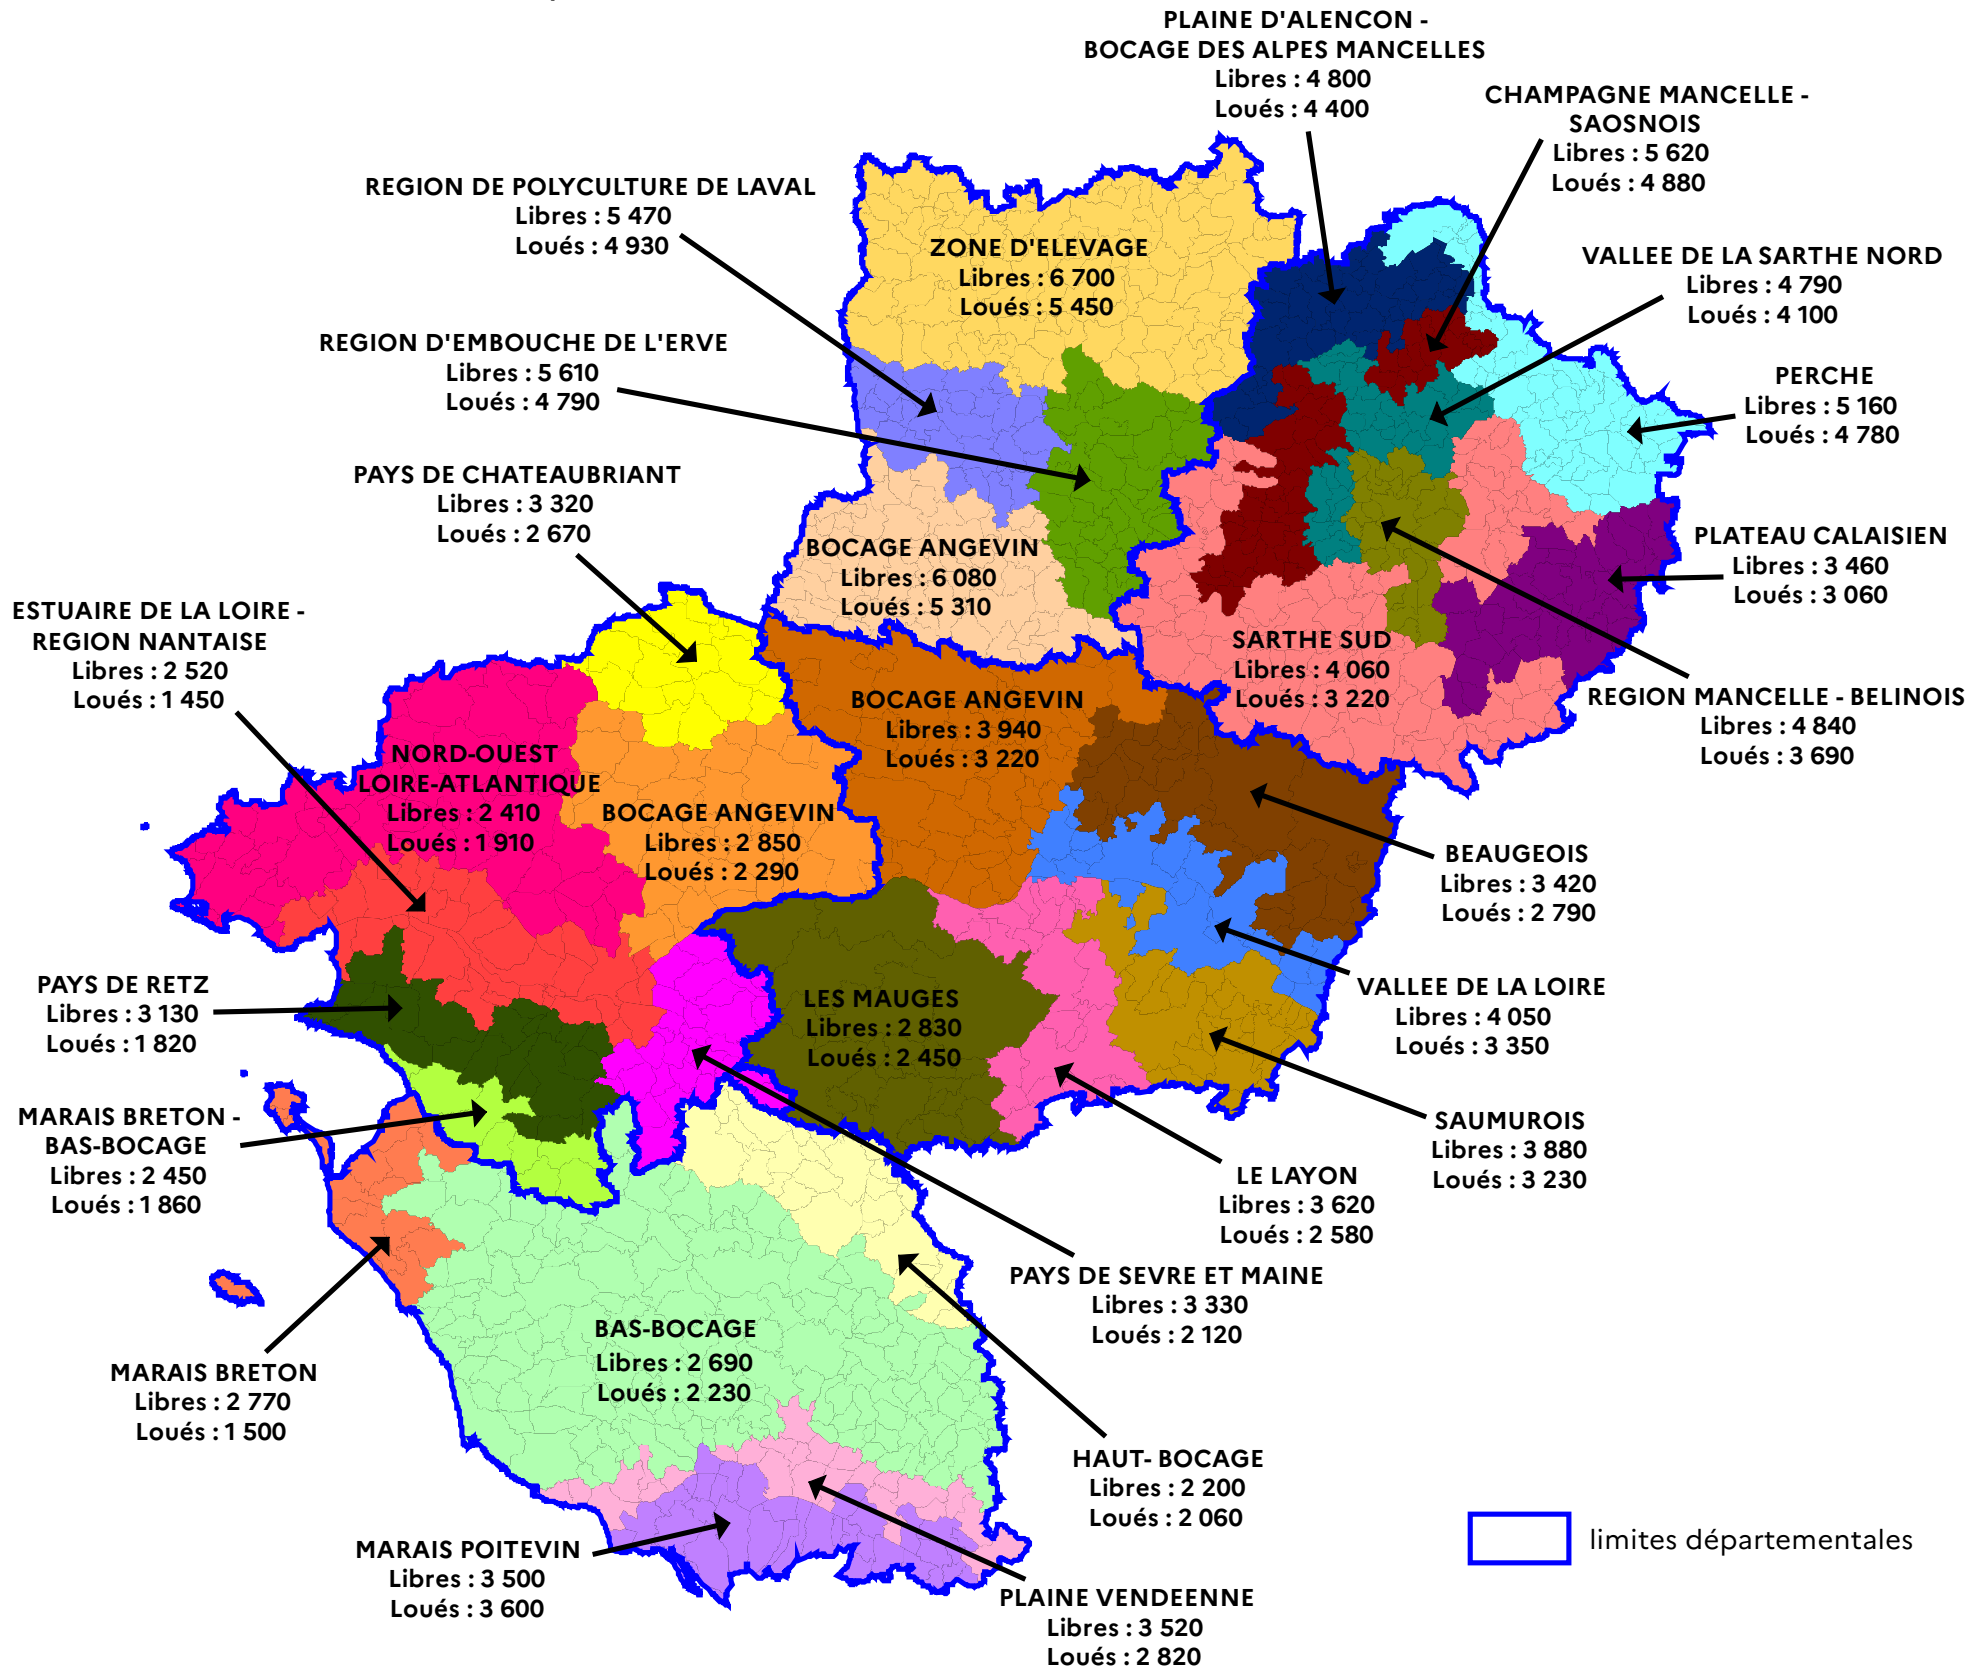 PLAINE D'ALENCON -
BOCAGE DES ALPES MANCELLES
Libres : 4 800
Loués : 4 400
CHAMPAGNE MANCELLE -
SAOSNOIS
Libres : 5 620
Loués : 4 880
REGION DE POLYCULTURE DE LAVAL
Libres : 5 470
Loués : 4 930
ZONE D'ELEVAGE
Libres : 6 700
Loués : 5 450
VALLEE DE LA SARTHE NORD
Libres : 4 790
Loués : 4 100
REGION D'EMBOUCHE DE L'ERVE
Libres : 5 610
Loués : 4 790
PERCHE
Libres : 5 160
Loués : 4 780
PAYS DE CHATEAUBRIANT
Libres : 3 320
Loués : 2 670
BOCAGE ANGEVIN
Libres : 6 080
Loués : 5 310
PLATEAU CALAISIEN
Libres : 3 460
Loués : 3 060
ESTUAIRE DE LA LOIRE -
REGION NANTAISE
Libres : 2 520
Loués : 1 450
SARTHE SUD
Libres : 4 060
Loués : 3 220
REGION MANCELLE - BELINOIS
Libres : 4 840
Loués : 3 690
BOCAGE ANGEVIN
Libres : 3 940
Loués : 3 220
NORD-OUEST
LOIRE-ATLANTIQUE
Libres : 2 410
Loués : 1 910
BOCAGE ANGEVIN
Libres : 2 850
Loués : 2 290
BEAUGEOIS
Libres : 3 420
Loués : 2 790
PAYS DE RETZ
Libres : 3 130
Loués : 1 820
LES MAUGES
Libres : 2 830
Loués : 2 450
VALLEE DE LA LOIRE
Libres : 4 050
Loués : 3 350
MARAIS BRETON -
BAS-BOCAGE
Libres : 2 450
Loués : 1 860
SAUMUROIS
Libres : 3 880
Loués : 3 230
LE LAYON
Libres : 3 620
Loués : 2 580
PAYS DE SEVRE ET MAINE
Libres : 3 330
Loués : 2 120
BAS-BOCAGE
Libres : 2 690
Loués : 2 230
MARAIS BRETON
Libres : 2 770
Loués : 1 500
HAUT- BOCAGE
Libres : 2 200
Loués : 2 060
limites départementales
MARAIS POITEVIN
Libres : 3 500
Loués : 3 600
PLAINE VENDEENNE
Libres : 3 520
Loués : 2 820